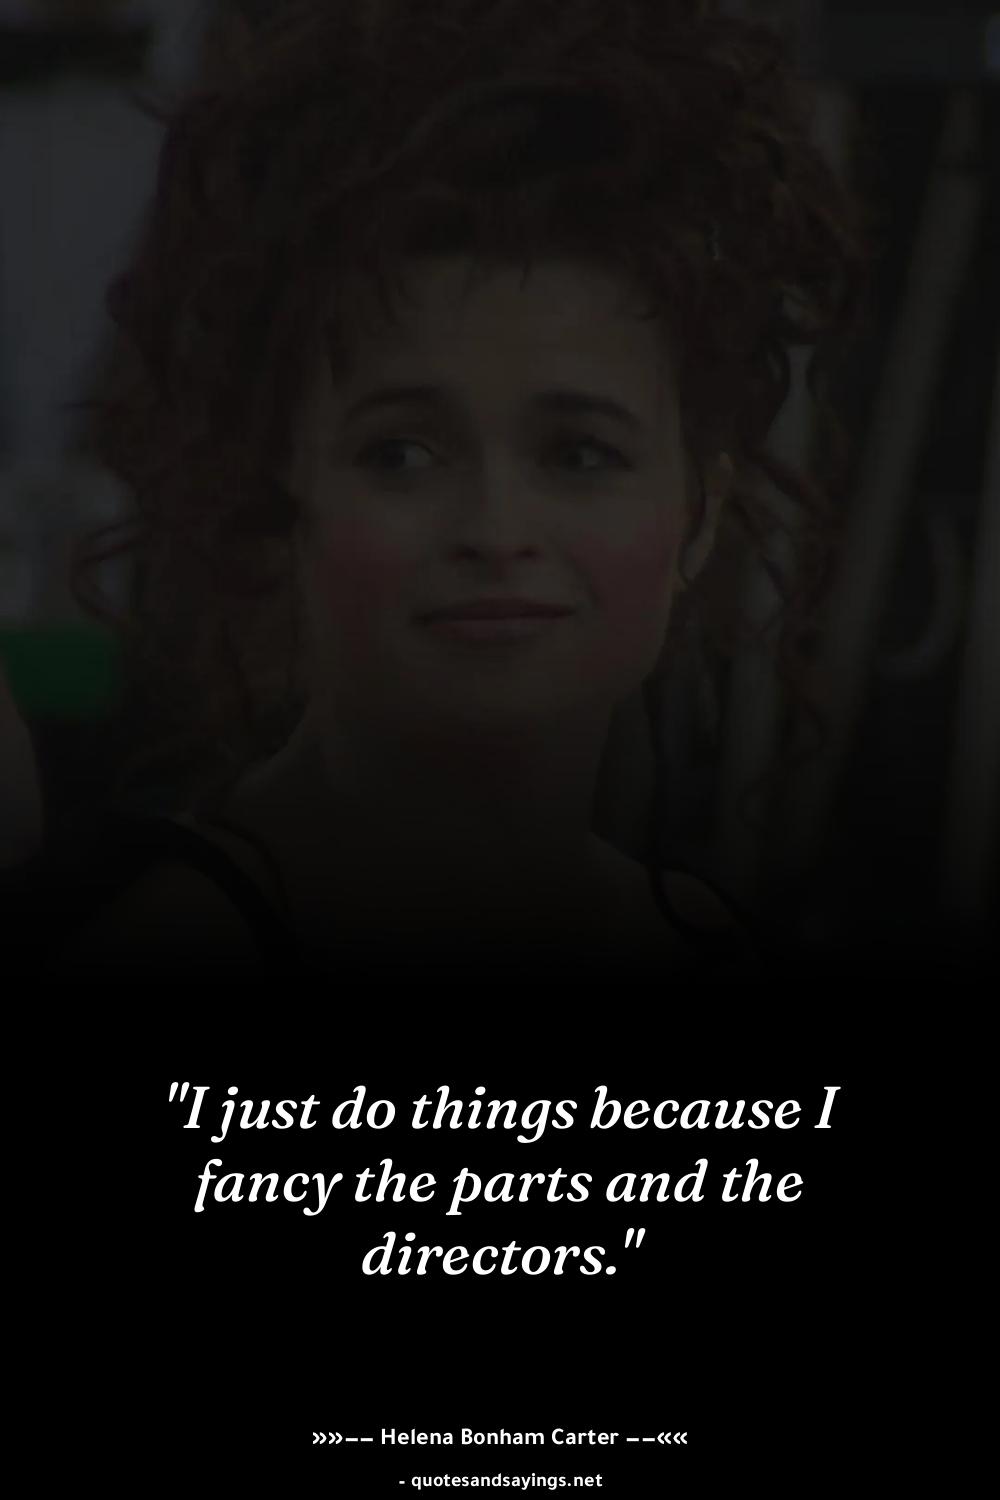 "I just do things because I
fancy the parts and the
directors."
»»−− Helena Bonham Carter −−««
- quotesandsayings.net